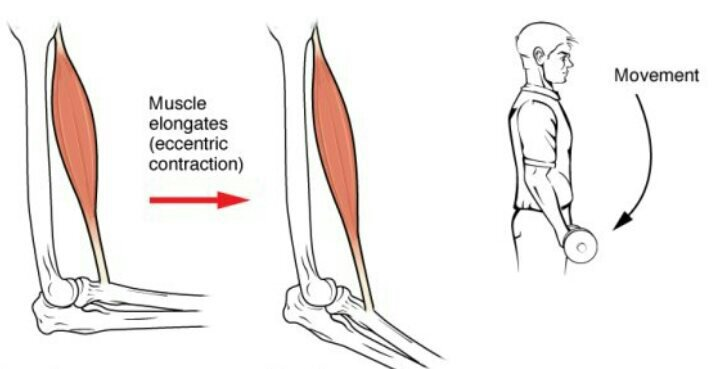 Muscle
elongates
(eccentric
contraction)
Movement